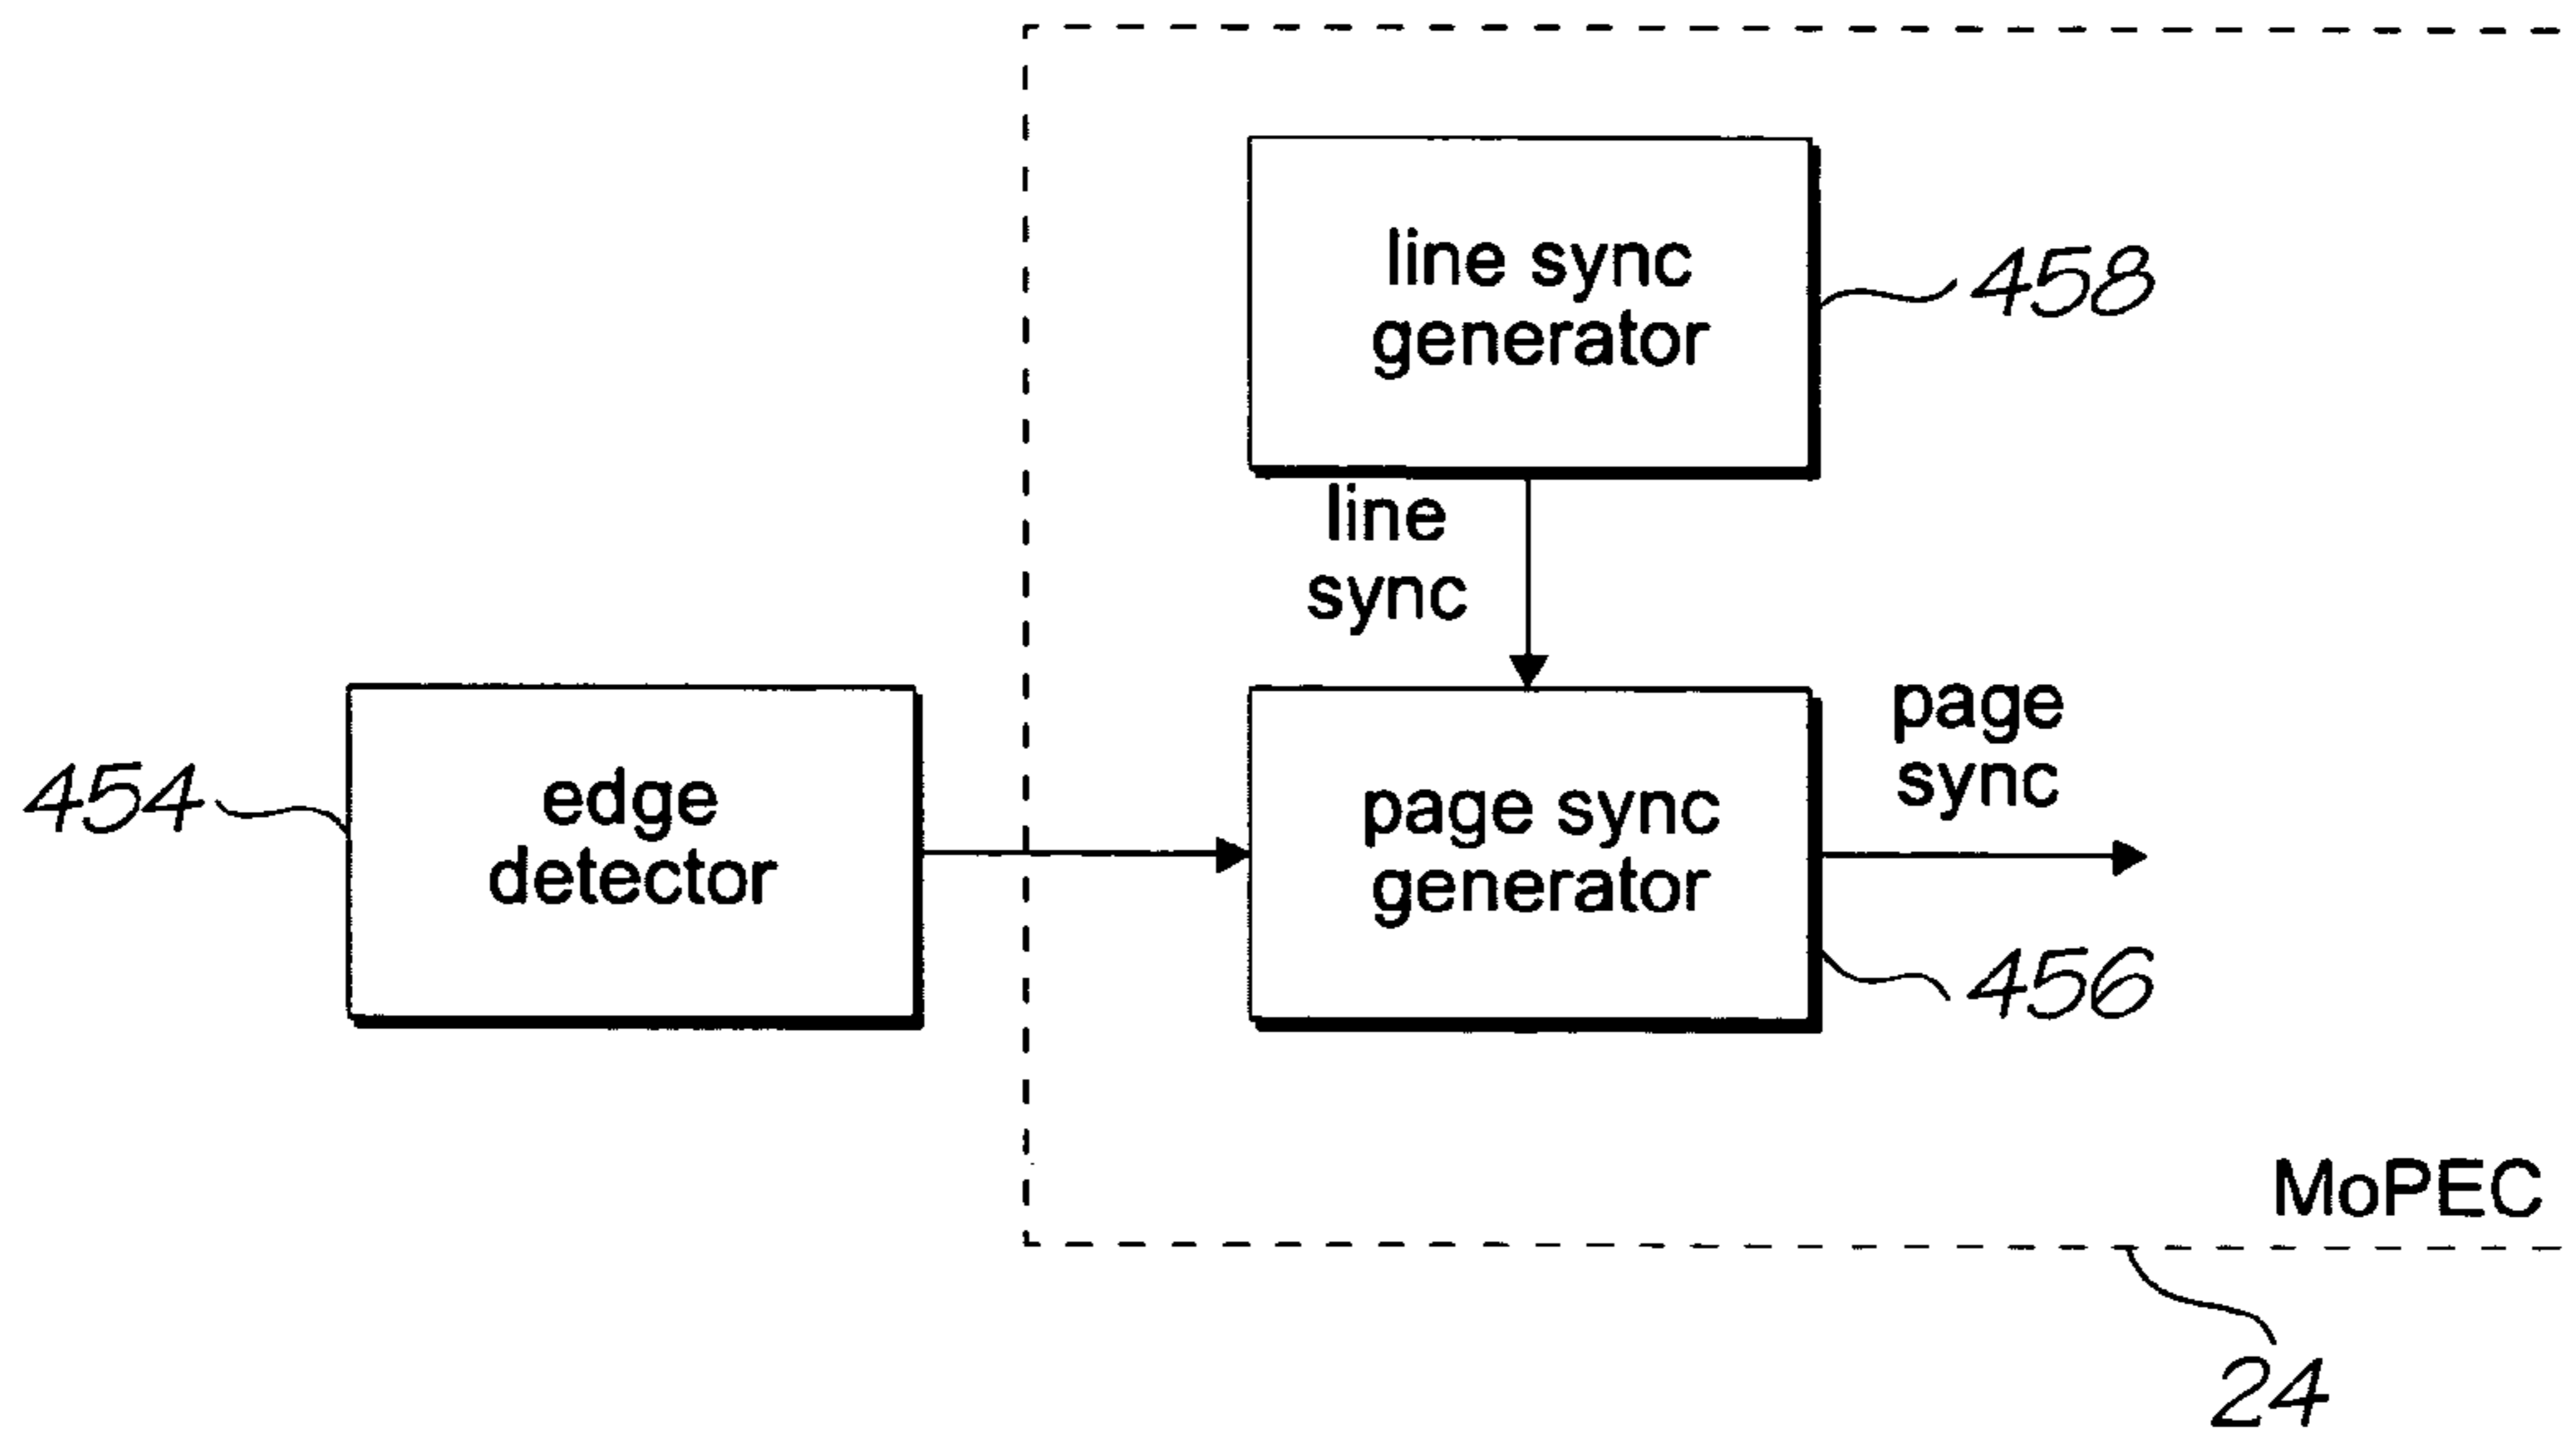 line sync
generator
458
line
sync
454
edge
detector
page sync
generator
page
sync
456
MoPEC
24